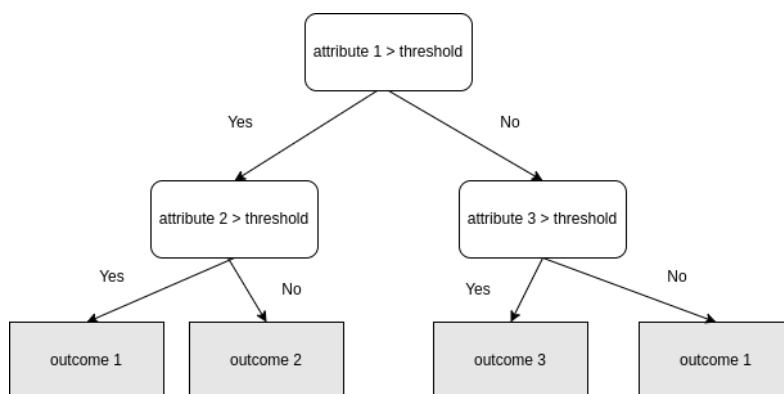 attribute 1 > threshold
Yes
No
attribute 2 > threshold
attribute 3 > threshold
Yes
No
Yes
No
outcome 1
outcome 2
outcome 3
outcome 1